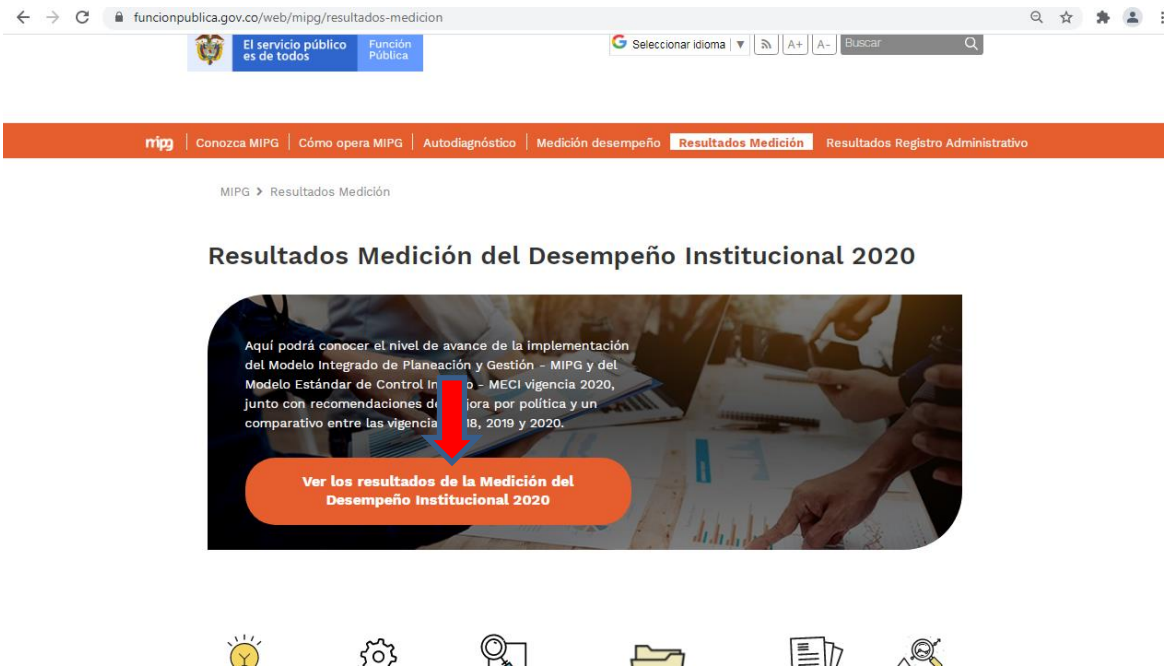 funcionpublica.gov.co/web/mipg/resultados-medicion
El servicio público
es de todos
Función
Pública
G Seleccionar idioma ▼ A+ A- Buscar
mipg Conozca MIPG Cómo opera MIPG Autodiagnóstico Medición desempeño Resultados Medición Resultados Registro Administrativo
MIPG > Resultados Medición
Resultados Medición del Desempeño Institucional 2020
Aquí podrá conocer el nivel de avance de la implementación
del Modelo Integrado de Planeación y Gestión - MIPG y del
Modelo Estándar de Control - MECI vigencia 2020,
junto con recomendaciones por política y un
comparativo entre las 2019 y 2020.
Ver los resultados de la Medición del
Desempeño Institucional 2020